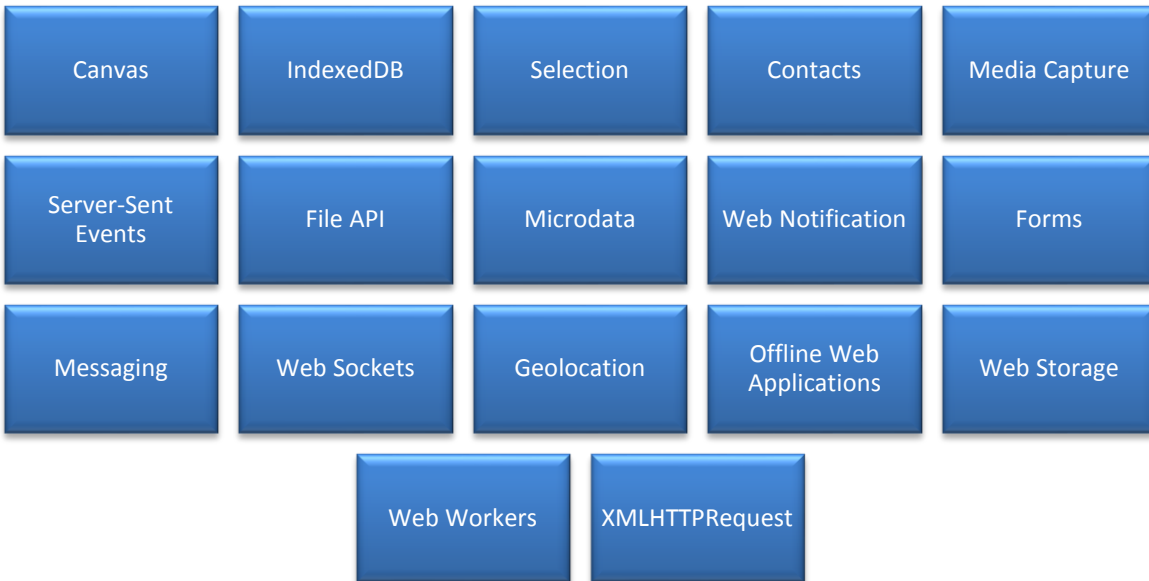 Canvas
IndexedDB
Selection
Contacts
Media Capture
Server-Sent
Events
File API
Microdata
Web Notification
Forms
Messaging
Web Sockets
Geolocation
Offline Web
Applications
Web Storage
Web Workers
XMLHTTPRequest